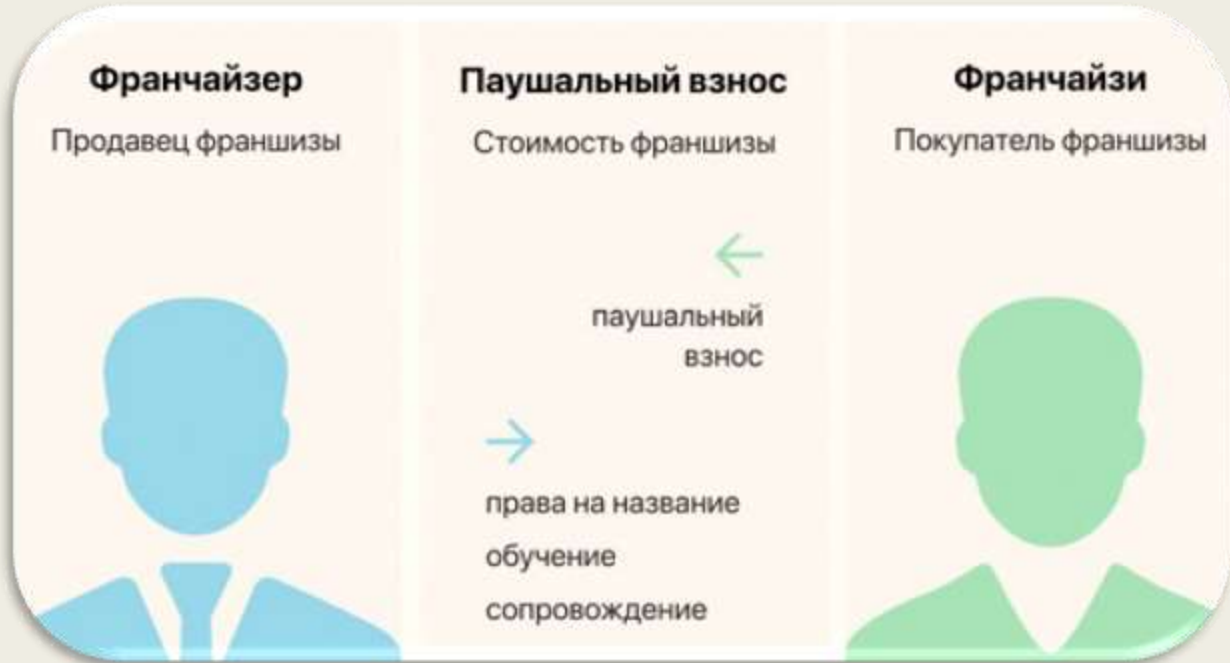 Франчайзер
Продавец франшизы
Паушальный взнос
Стоимость франшизы
паушальный
взнос
права на название
обучение
сопровождение
Франчайзи
Покупатель франшизы